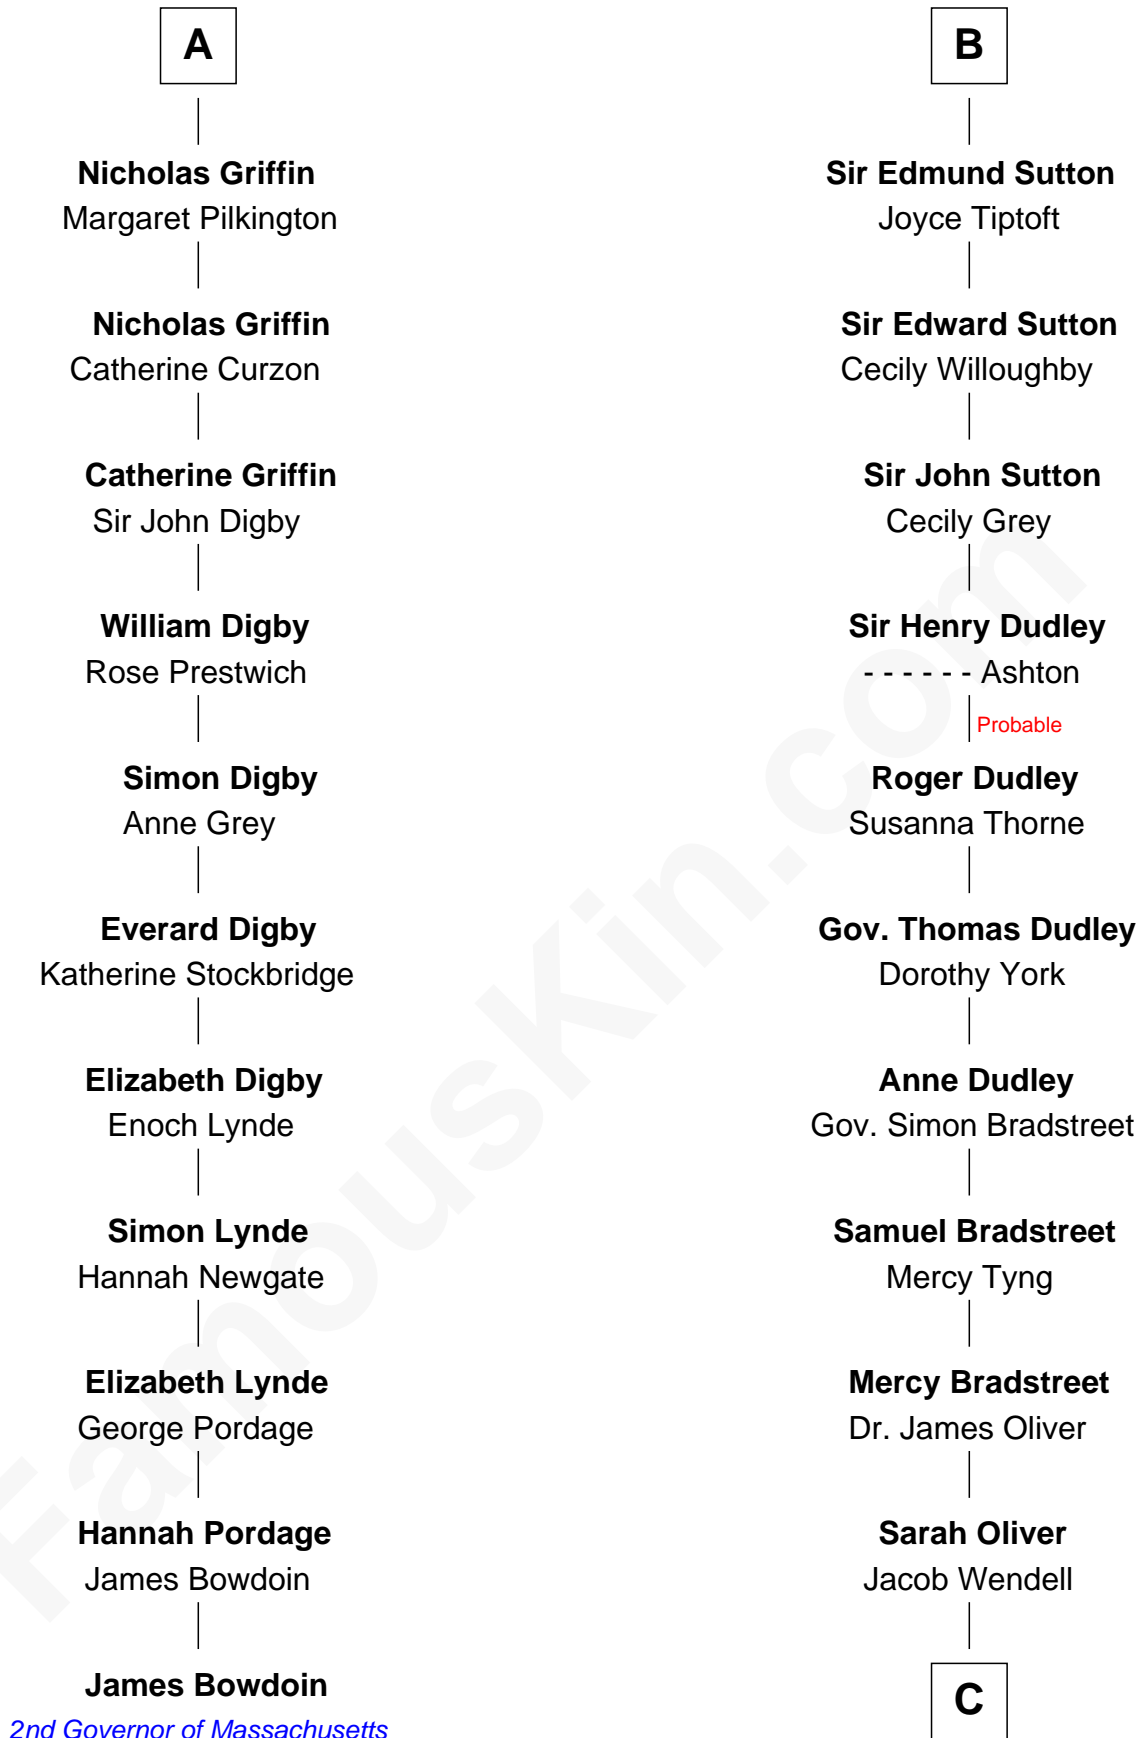 A
Nicholas Griffin
Margaret Pilkington
Nicholas Griffin
Catherine Curzon
Catherine Griffin
Sir John Digby
William Digby
Rose Prestwich
Simon Digby
Anne Grey
Everard Digby
Katherine Stockbridge
Elizabeth Digby
Enoch Lynde
Simon Lynde
Hannah Newgate
Elizabeth Lynde
George Pordage
Hannah Pordage
James Bowdoin
James Bowdoin
2nd Governor of Massachusetts
B
Sir Edmund Sutton
Joyce Tiptoft
Sir Edward Sutton
Cecily Willoughby
Sir John Sutton
Cecily Grey
Sir Henry Dudley
- - - - - - Ashton
Probable
Roger Dudley
Susanna Thorne
Gov. Thomas Dudley
Dorothy York
Anne Dudley
Gov. Simon Bradstreet
Samuel Bradstreet
Mercy Tyng
Mercy Bradstreet
Dr. James Oliver
Sarah Oliver
Jacob Wendell
C
FamousKin.com